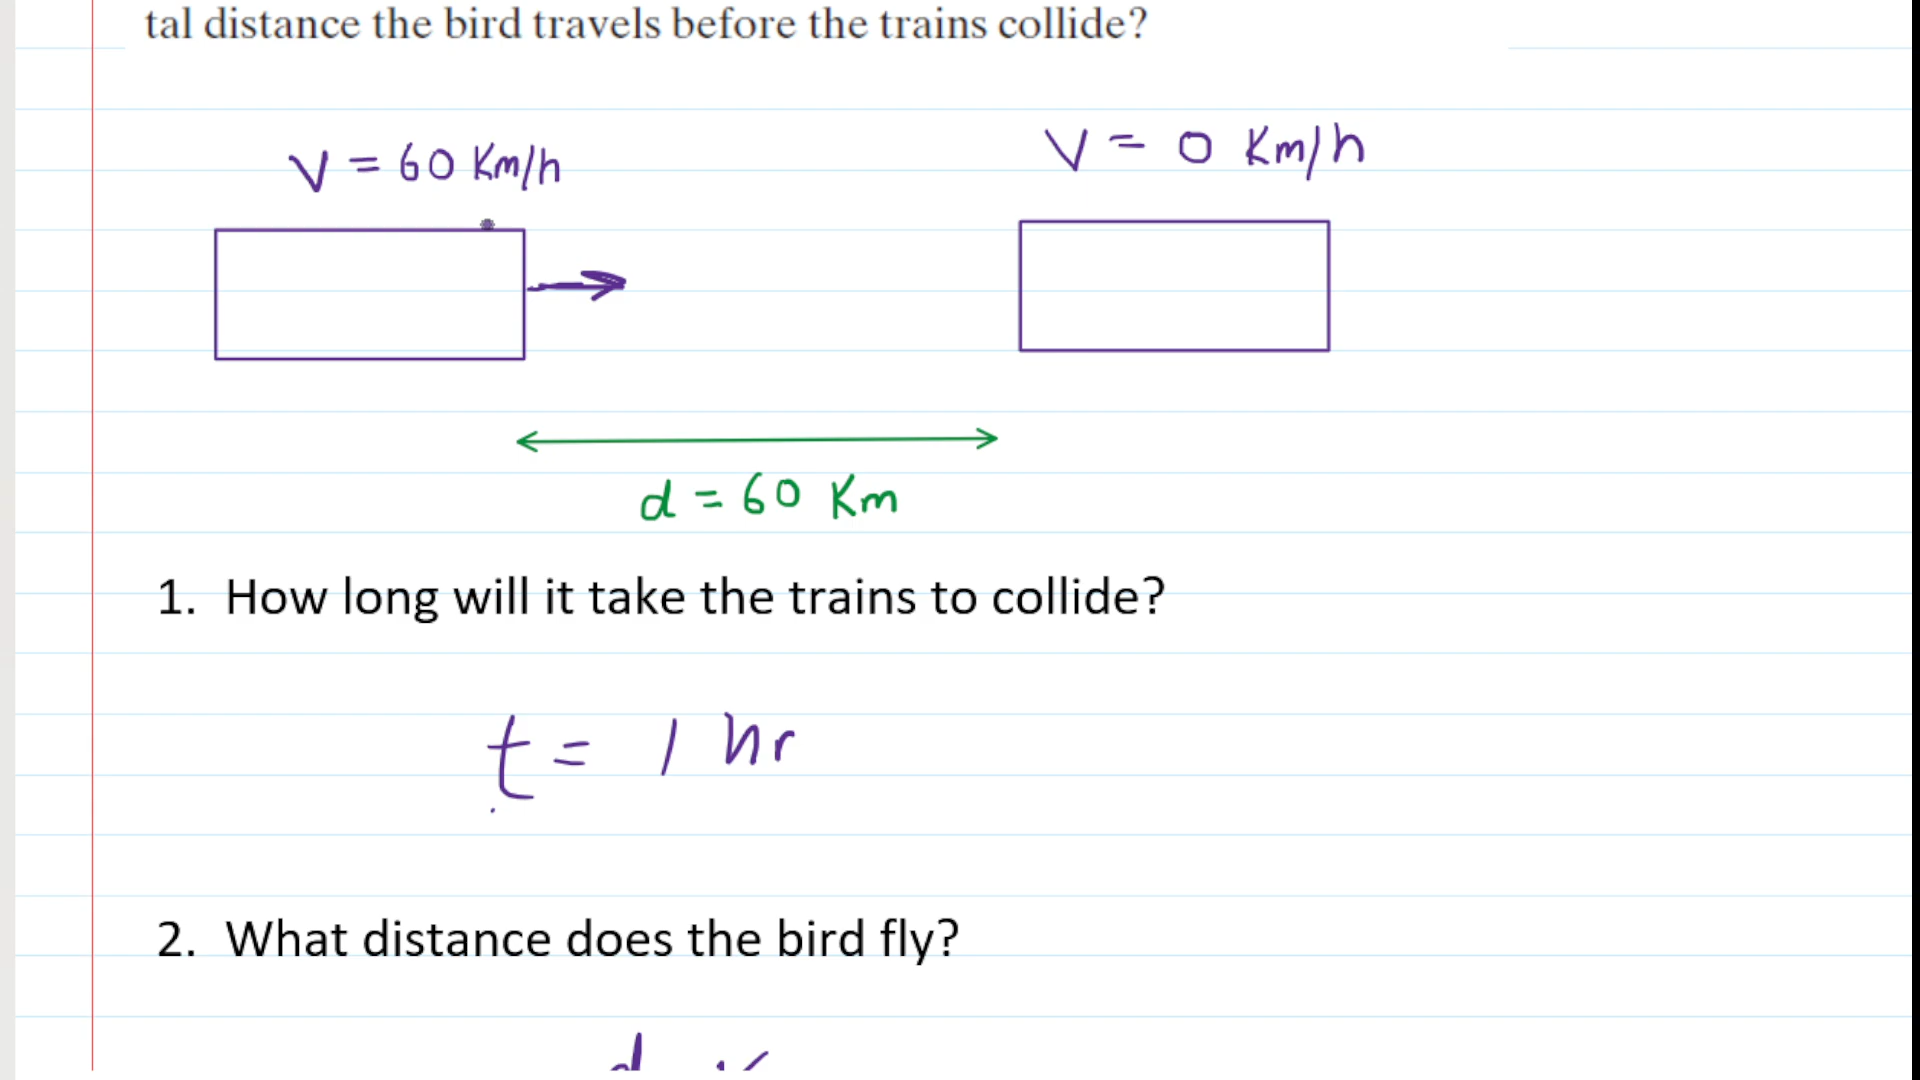 tal distance the bird travels before the trains collide?
V = 60 Km/h
V = 0 Km/h
d = 60 Km
1. How long will it take the trains to collide?
t = 1 hr
2. What distance does the bird fly?